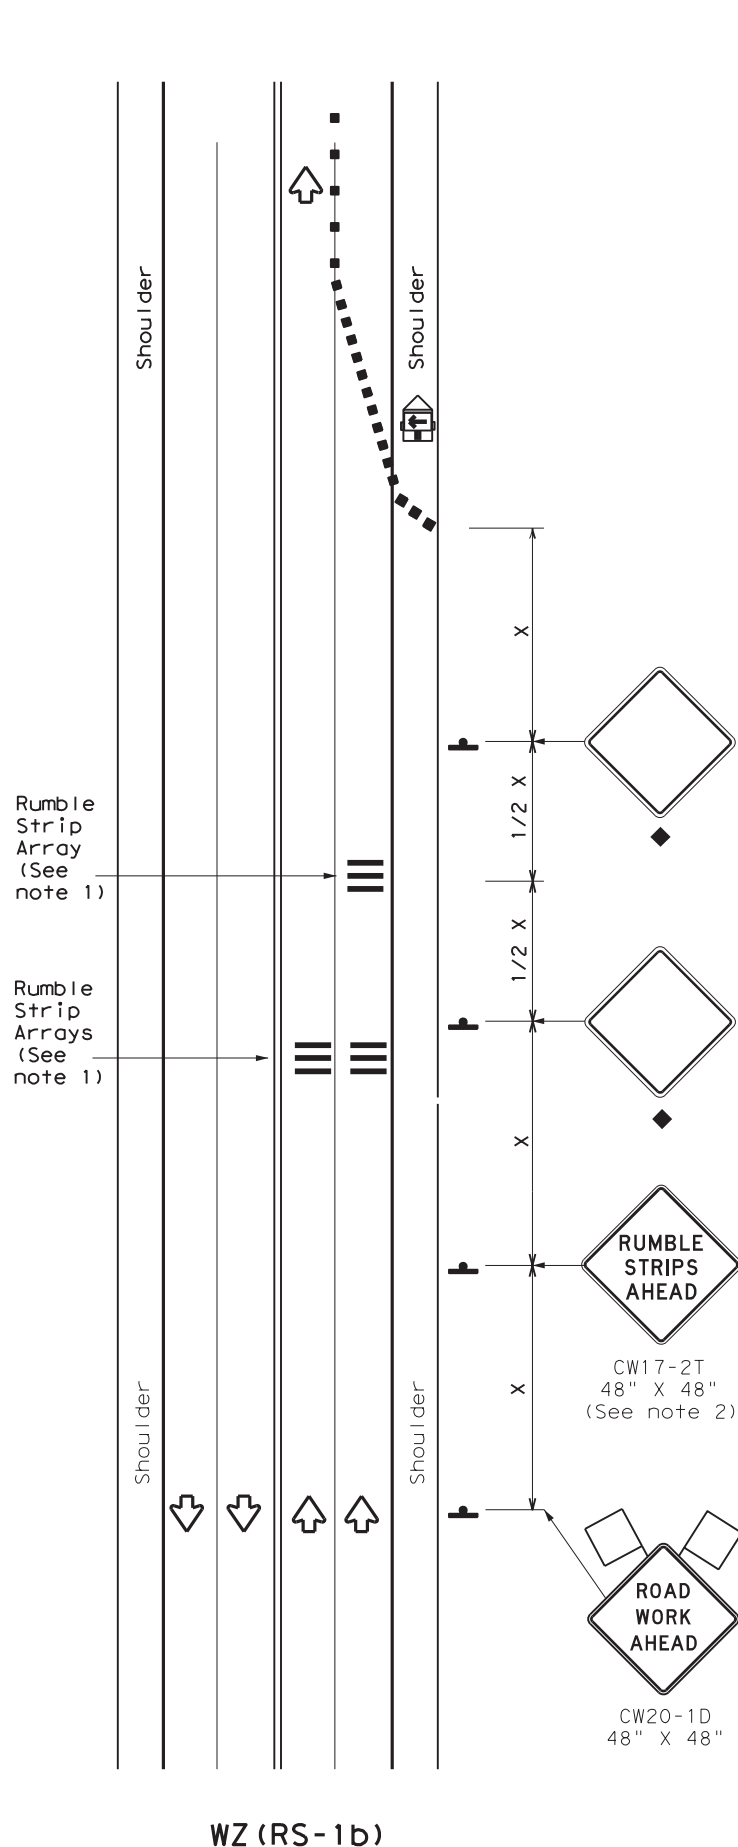 Shoulder
Shoulder
X
1/2 X
Rumble
Strip
Array
(See
note 1)
1/2 X
Rumble
Strip
Arrays
(See
note 1)
X
RUMBLE
STRIPS
AHEAD
CW17-2T
48" X 48"
(See note 2)
X
Shoulder
Shoulder
ROAD
WORK
AHEAD
CW20-1D
48" X 48"
WZ(RS-1b)